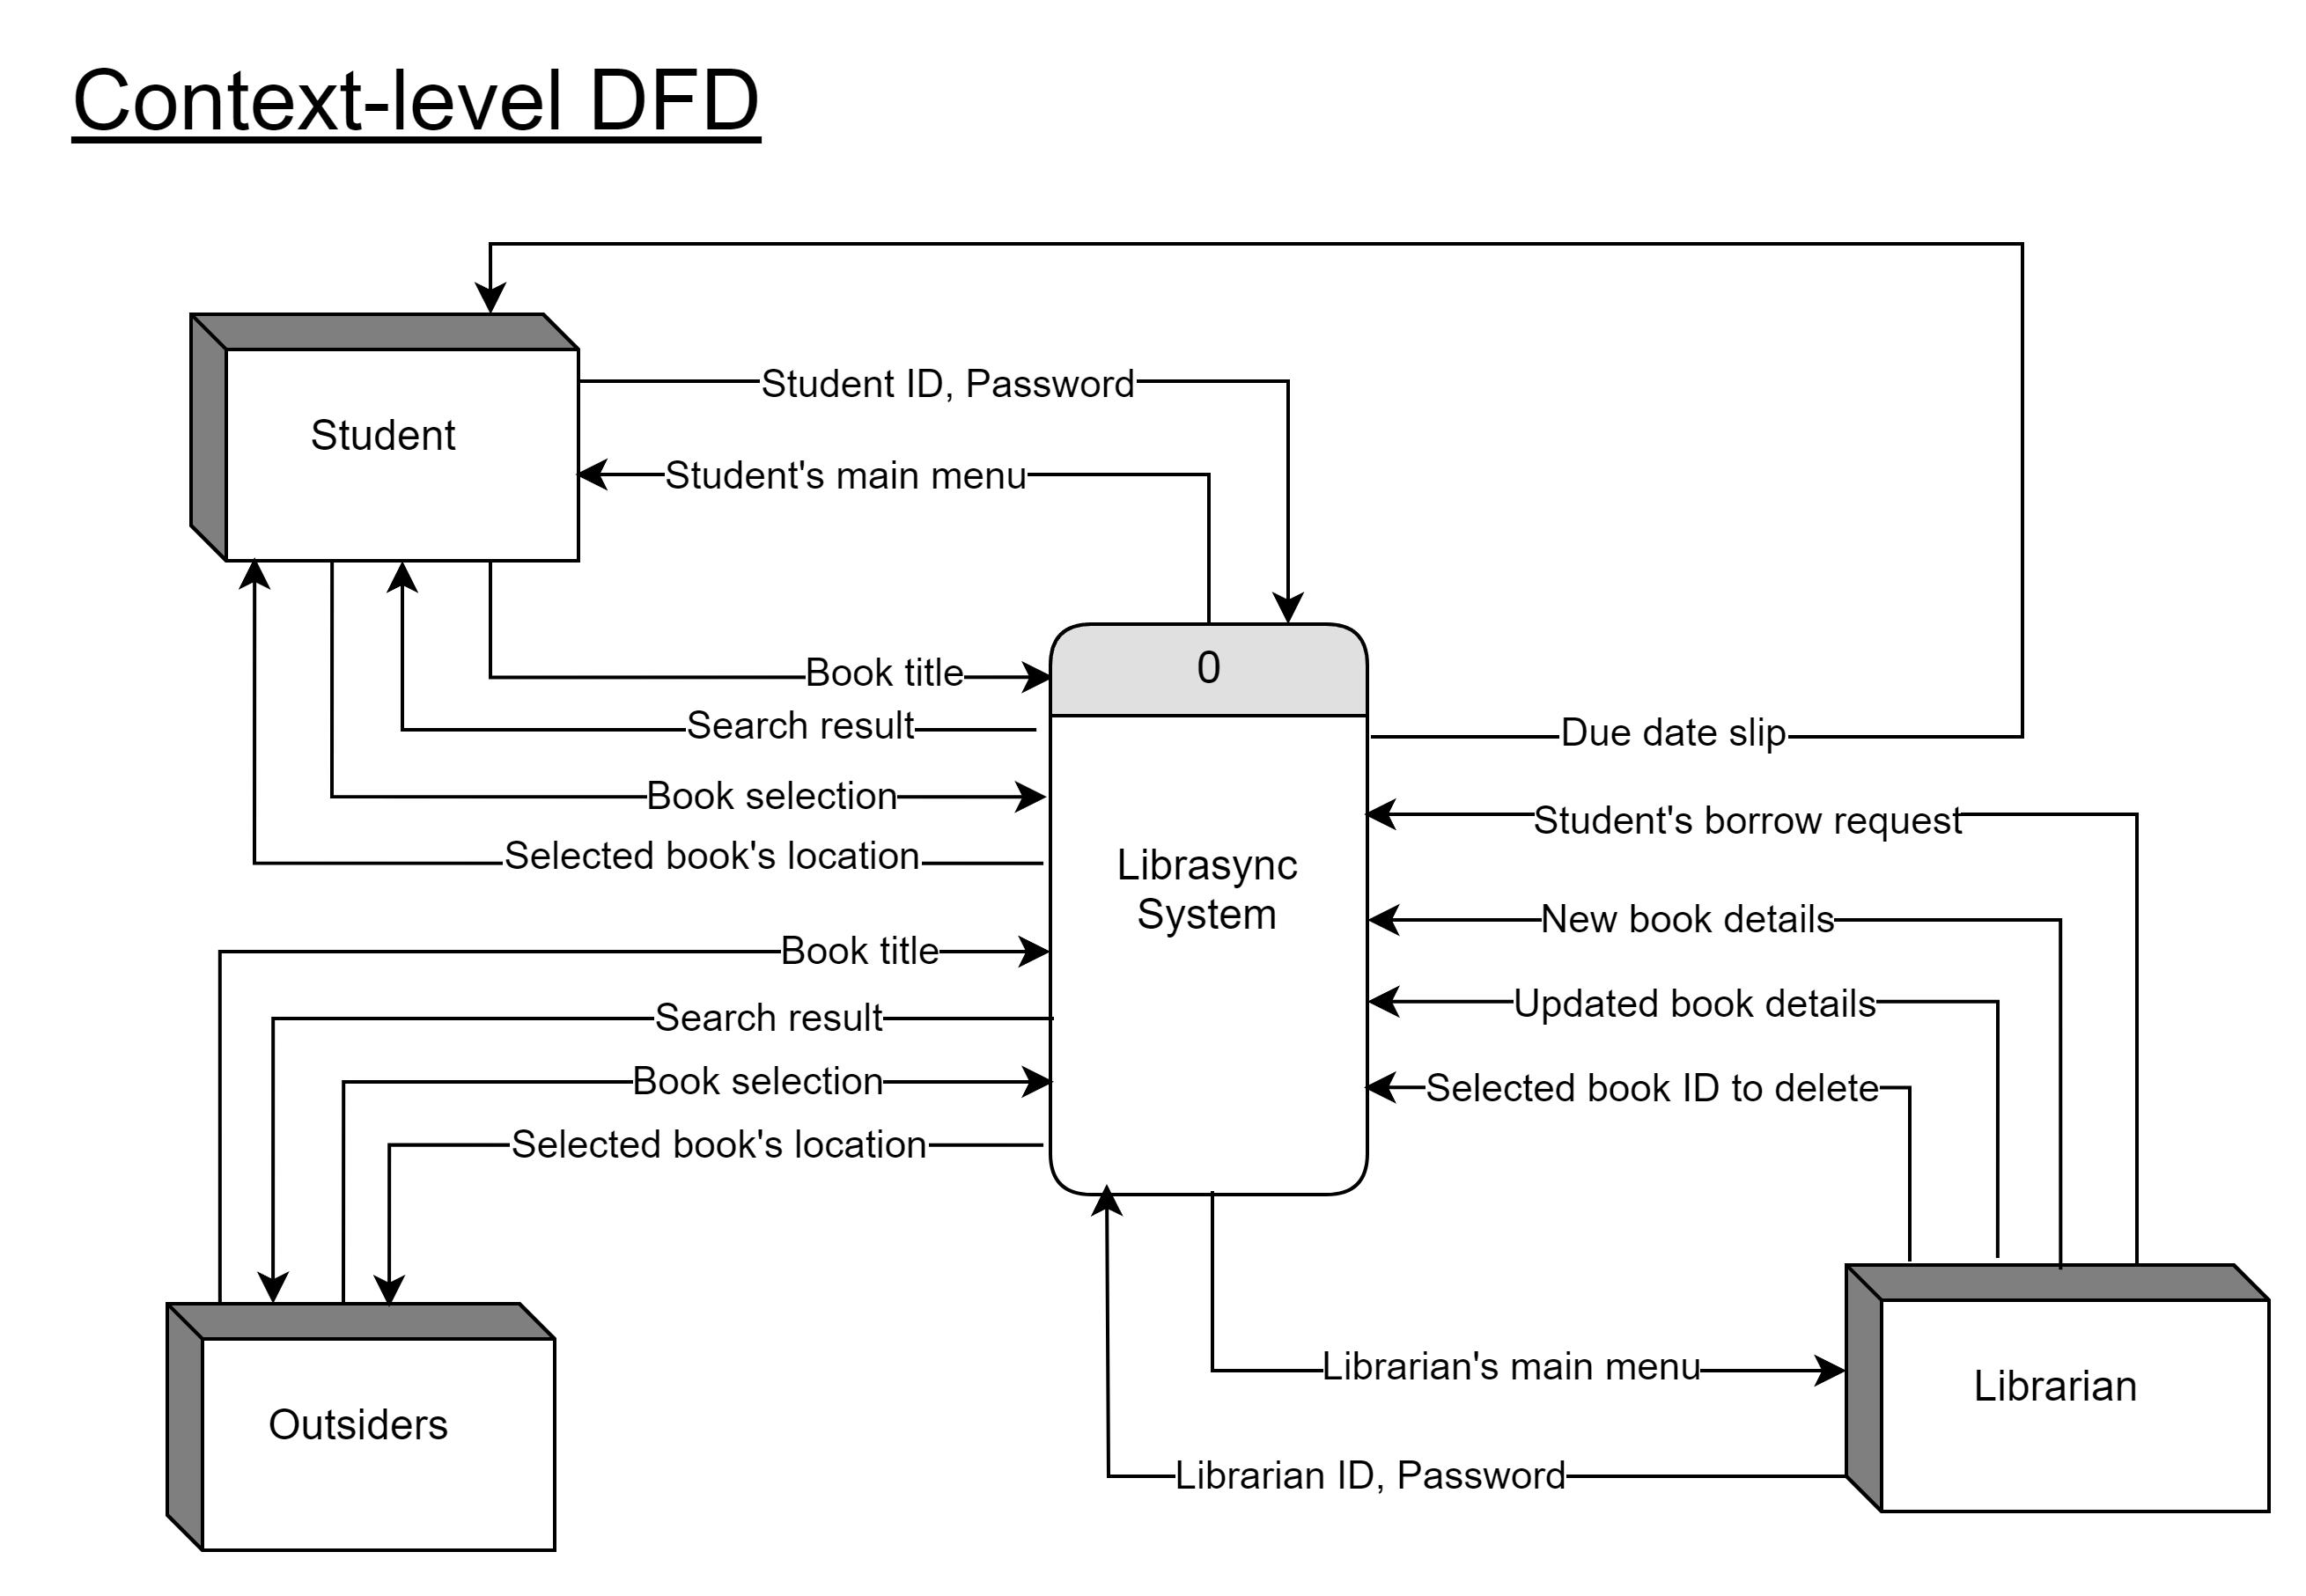 Context-level DFD
Student ID, Password
Student
Student's main menu
0
Book title
Search result
Due date slip
Book selection
Student's borrow request
Selected book's location
Librasync
System
New book details
Book title
Updated book details
Search result
Book selection
Selected book ID to delete
Selected book's location
Librarian's main menu
Librarian
Outsiders
Librarian ID, Password